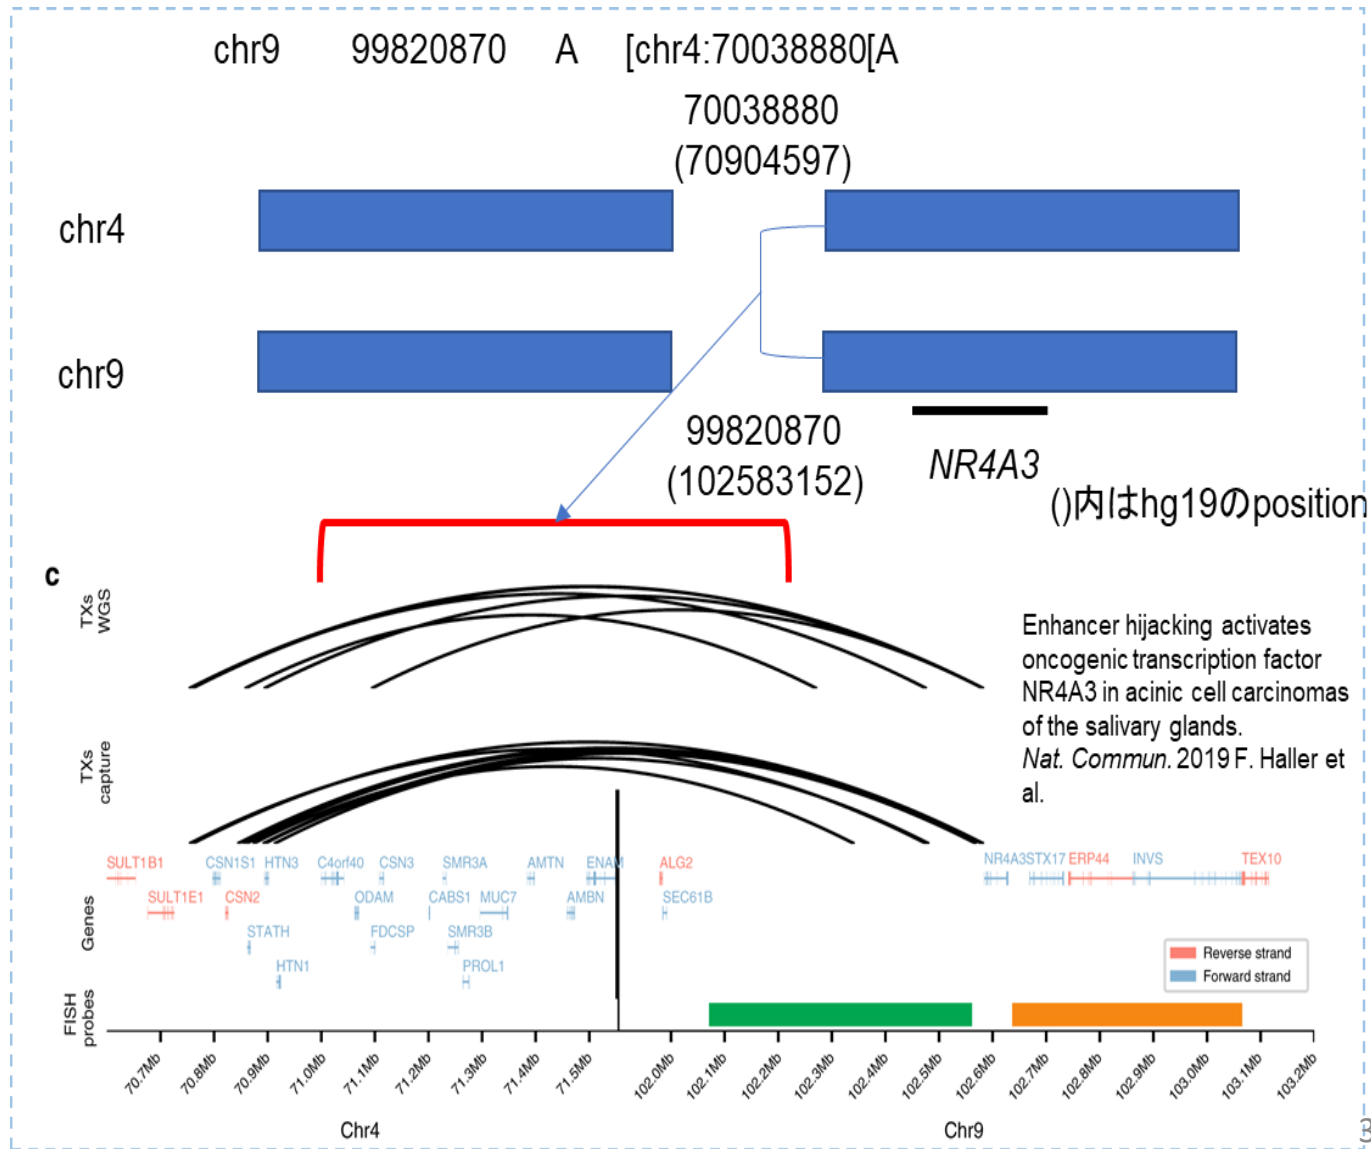 chr9 99820870 A [chr4:70038880[A
70038880
(70904597)
chr4
chr9
99820870
(102583152)
NR4A3
()内はhg19のposition
c
TXs
WGS
Enhancer hijacking activates
oncogenic transcription factor
NR4A3 in acinic cell carcinomas
of the salivary glands.
Nat. Commun. 2019 F. Haller et
al.
TXs
capture
SULT1B1 CSN1S1 HTN3 C4orf40 CSN3 SMR3A AMTN ENAM ALG2 NR4A3 STX17 ERP44 INVS TEX10
SULT1E1 CSN2 ODAM CABS1 MUC7 AMBN SEC61B
STATH FDCSP SMR3B
HTN1 PROL1
Genes
Reverse strand
Forward strand
FISH
probes
70.7Mb 70.8Mb 70.9Mb 71.0Mb 71.1Mb 71.2Mb 71.3Mb 71.4Mb 71.5Mb 102.0Mb 102.1Mb 102.2Mb 102.3Mb 102.4Mb 102.5Mb 102.6Mb 102.7Mb 102.8Mb 102.9Mb 103.0Mb 103.1Mb 103.2Mb
Chr4 Chr9